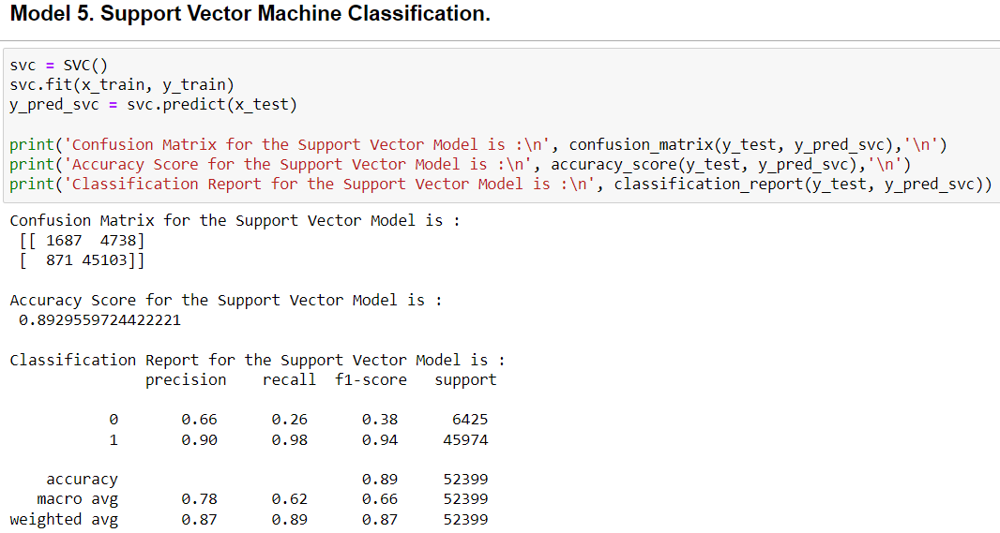 Model 5. Support Vector Machine Classification.
svc = SVC()
svc.fit(x_train, y_train)
y_pred_svc = svc.predict(x_test)
print('Confusion Matrix for the Support Vector Model is :\n', confusion_matrix(y_test, y_pred_svc),'\n')
print('Accuracy Score for the Support Vector Model is :\n', accuracy_score(y_test, y_pred_svc),'\n')
print('Classification Report for the Support Vector Model is :\n', classification_report(y_test, y_pred_svc))
Confusion Matrix for the Support Vector Model is :
[[ 1687  4738]
[  871 45103]]
Accuracy Score for the Support Vector Model is :
0.8929559724422221
Classification Report for the Support Vector Model is :
precision    recall  f1-score   support
0       0.66      0.26      0.38      6425
1       0.90      0.98      0.94     45974
accuracy                           0.89     52399
macro avg       0.78      0.62      0.66     52399
weighted avg       0.87      0.89      0.87     52399